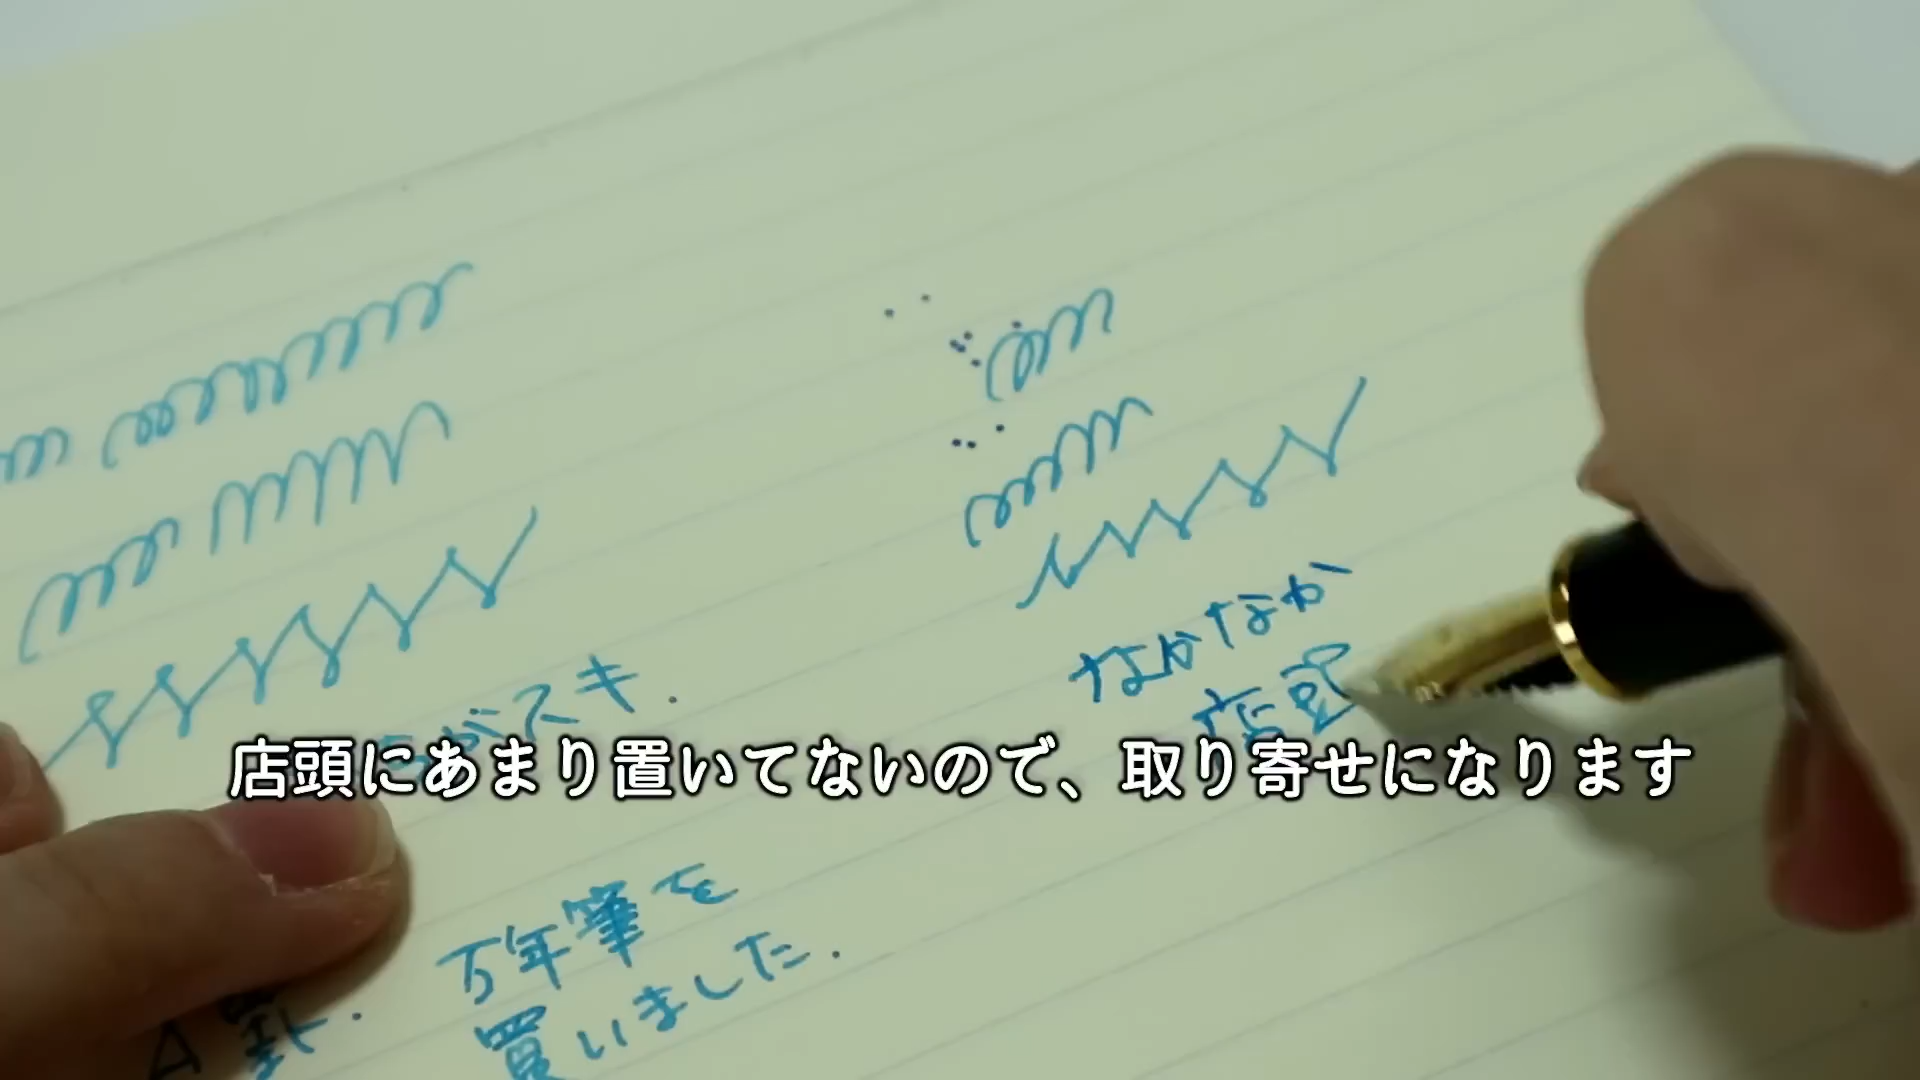 なかなか
店頭
がスキ.
店頭にあまり置いてないので、取り寄せになります
万年筆を
買いました.